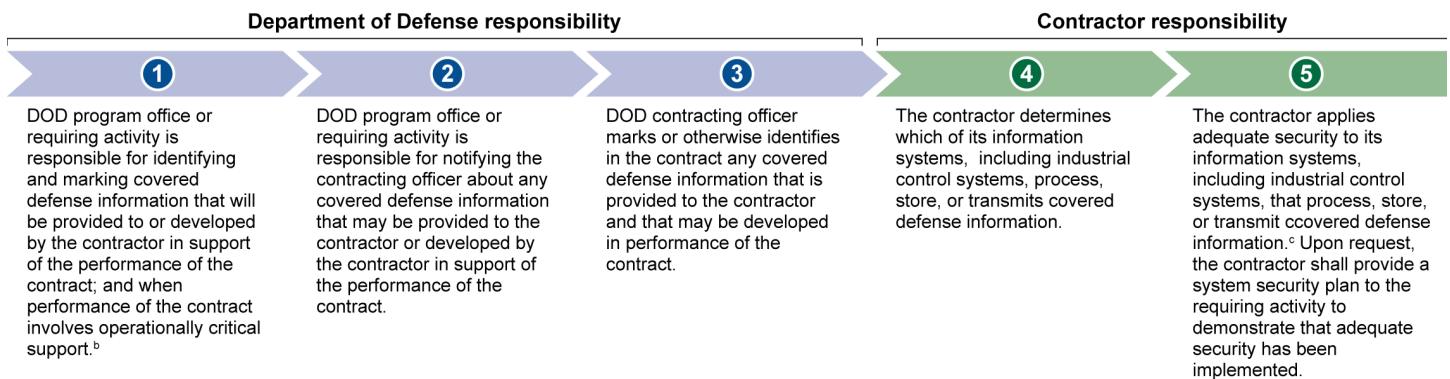 Department of Defense responsibility
Contractor responsibility
1
DOD program office or
requiring activity is
responsible for identifying
and marking covered
defense information that will
be provided to or developed
by the contractor in support
of the performance of the
contract; and when
performance of the contract
involves operationally critical
support.ᵇ
2
DOD program office or
requiring activity is
responsible for notifying the
contracting officer about any
covered defense information
that may be provided to the
contractor or developed by
the contractor in support of
the performance of the
contract.
3
DOD contracting officer
marks or otherwise identifies
in the contract any covered
defense information that is
provided to the contractor
and that may be developed
in performance of the
contract.
4
The contractor determines
which of its information
systems,  including industrial
control systems, process,
store, or transmits covered
defense information.
5
The contractor applies
adequate security to its
information systems,
including industrial control
systems, that process, store,
or transmit ccovered defense
information.ᶜ Upon request,
the contractor shall provide a
system security plan to the
requiring activity to
demonstrate that adequate
security has been
implemented.